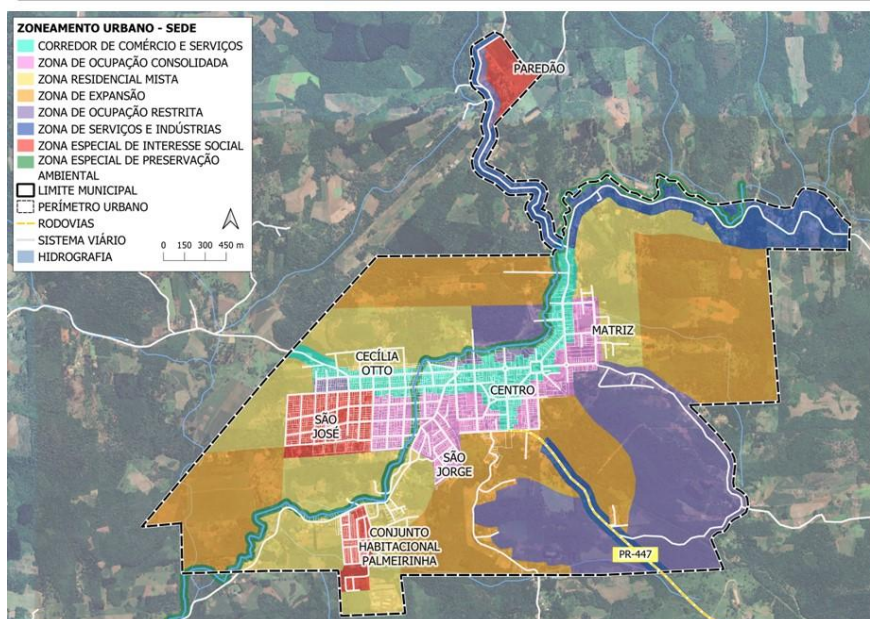 ZONEAMENTO URBANO - SEDE
CORREDOR DE COMÉRCIO E SERVIÇOS
ZONA DE OCUPAÇÃO CONSOLIDADA
ZONA RESIDENCIAL MISTA
ZONA DE EXPANSÃO
ZONA DE OCUPAÇÃO RESTRITA
ZONA DE SERVIÇOS E INDÚSTRIAS
ZONA ESPECIAL DE INTERESSE SOCIAL
ZONA ESPECIAL DE PRESERVAÇÃO
AMBIENTAL
LIMITE MUNICIPAL
PERÍMETRO URBANO
RODOVIAS
SISTEMA VIÁRIO
HIDROGRAFIA
0 150 300 450 m
PAREDÃO
MATRIZ
CECÍLIA
OTTO
CENTRO
SÃO
JOSÉ
SÃO
JORGE
CONJUNTO
HABITACIONAL
PALMEIRINHA
PR-447